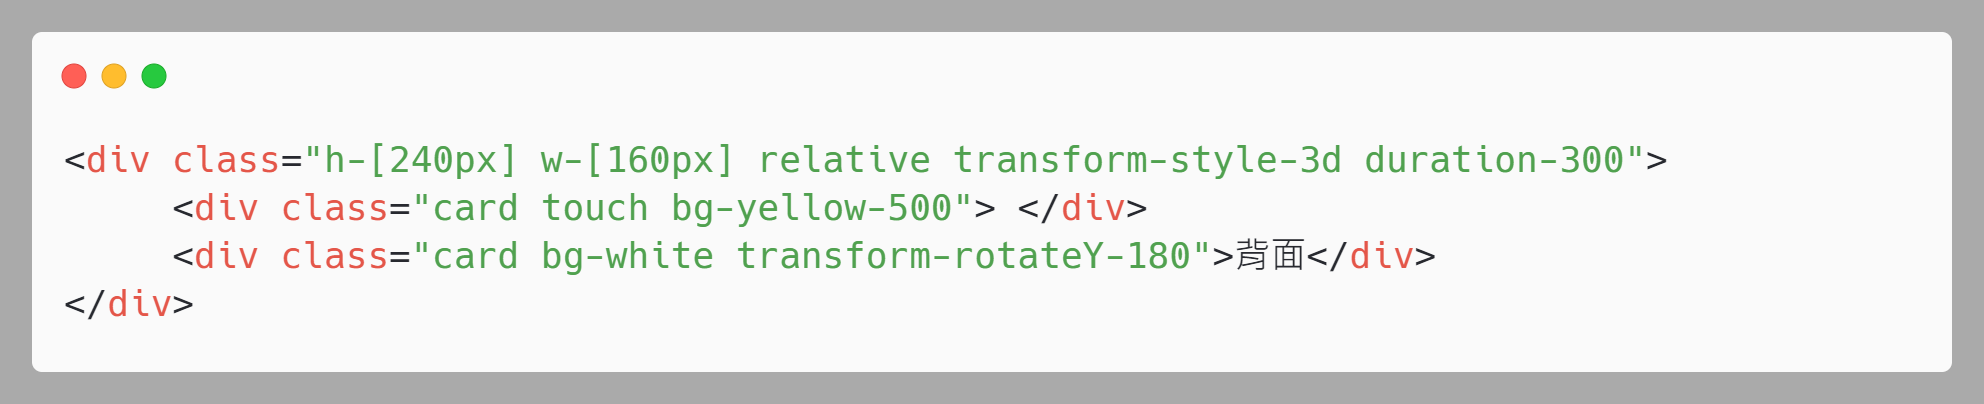 <div class="h-[240px] w-[160px] relative transform-style-3d duration-300">
    <div class="card touch bg-yellow-500"> </div>
    <div class="card bg-white transform-rotateY-180">背面</div>
</div>